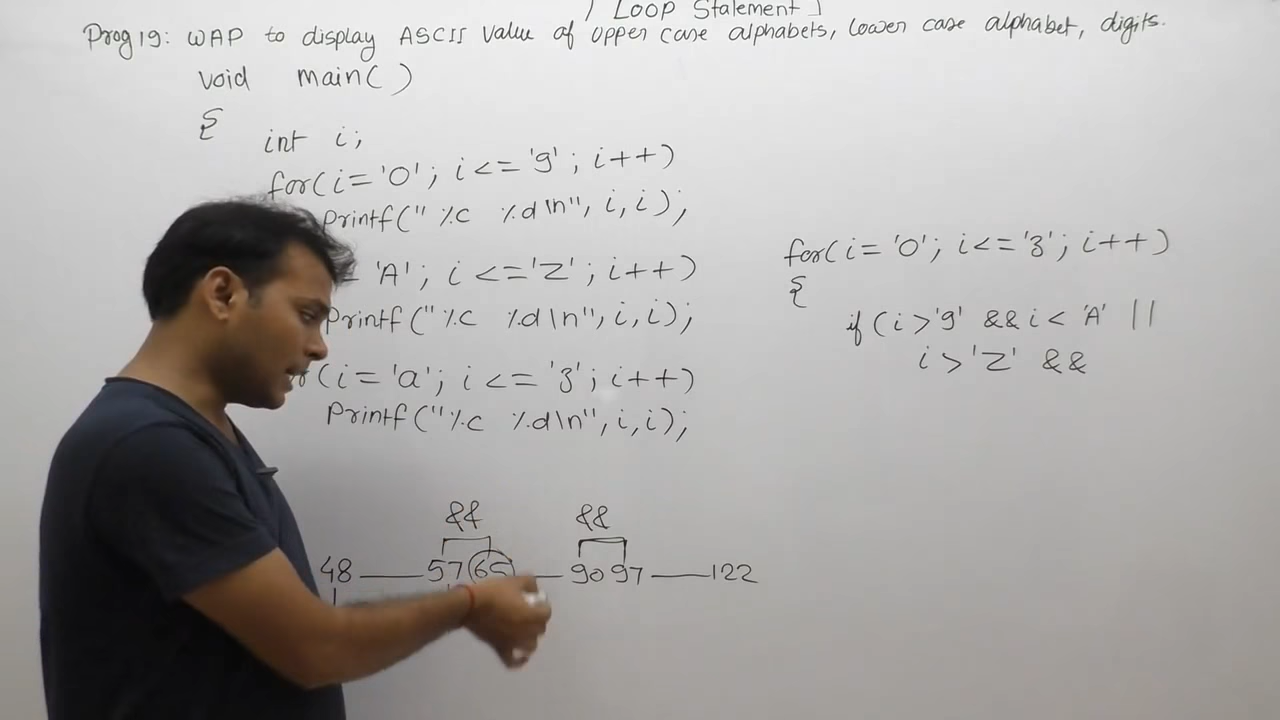 [ Loop Statement ]
Prog 19: WAP to display ASCII value of upper case alphabets, lower case alphabet, digits.
void main( )
{
int i;
for(i='0'; i<='9'; i++)
printf("%c %d\n", i, i);
= 'A'; i <='Z'; i++)
printf("%c %d\n", i, i);
r(i='a'; i <= 'z'; i++)
printf("%c %d\n", i, i);
for(i='0'; i<='z'; i++)
{
if (i>'9' && i< 'A' ||
i>'Z' &&
&& &&
48 57 65 90 97 122